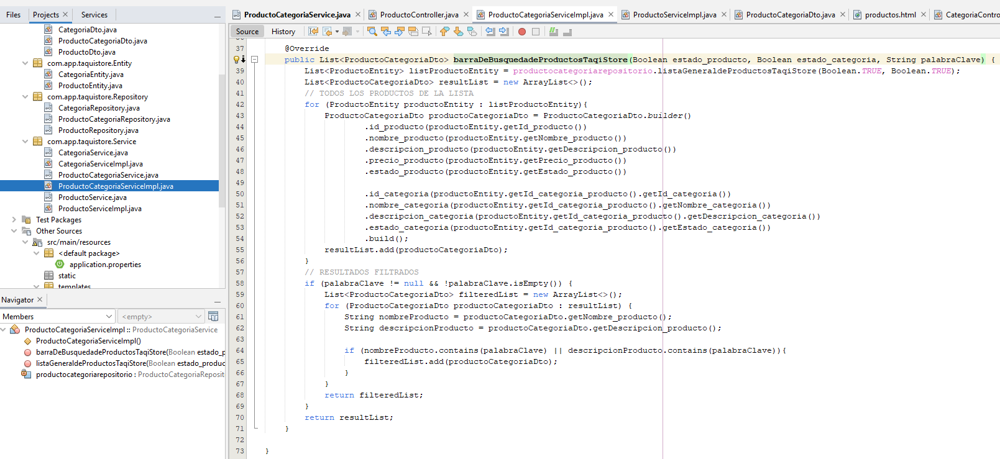 Files Projects Services
CategoriaDto.java
ProductoCategoriaDto.java
ProductoDto.java
com.app.taquistore.Entity
CategoriaEntity.java
ProductoEntity.java
com.app.taquistore.Repository
CategoriaRepository.java
ProductoCategoriaRepository.java
ProductoRepository.java
com.app.taquistore.Service
CategoriaService.java
CategoriaServiceImpl.java
ProductoCategoriaService.java
ProductoCategoriaServiceImpl.java
ProductoService.java
ProductoServiceImpl.java
Test Packages
Other Sources
src/main/resources
<default package>
application.properties
static
templates
Navigator
Members <empty>
ProductoCategoriaServiceImpl :: ProductoCategoriaService
ProductoCategoriaServiceImpl()
barraDeBusquedadeProductosTaqiStore(Boolean estado_p
listaGeneraldeProductosTaqiStore(Boolean estado_produc
productocategoriarepositorio : ProductoCategoriaReposit
ProductoCategoriaService.java ProductoController.java ProductoCategoriaServiceImpl.java ProductoServiceImpl.java ProductoCategoriaDto.java productos.html CategoriaContro
Source History
37 @Override
public List<ProductoCategoriaDto> barraDeBusquedadeProductosTaqiStore(Boolean estado_producto, Boolean estado_categoria, String palabraClave) {
39 List<ProductoEntity> listProductoEntity = productocategoriarepositorio.listaGeneraldeProductosTaqiStore(Boolean.TRUE, Boolean.TRUE);
40 List<ProductoCategoriaDto> resultList = new ArrayList<>();
41 // TODOS LOS PRODUCTOS DE LA LISTA
42 for (ProductoEntity productoEntity : listProductoEntity){
43 ProductoCategoriaDto productoCategoriaDto = ProductoCategoriaDto.builder()
44 .id_producto(productoEntity.getId_producto())
45 .nombre_producto(productoEntity.getNombre_producto())
46 .descripcion_producto(productoEntity.getDescripcion_producto())
47 .precio_producto(productoEntity.getPrecio_producto())
48 .estado_producto(productoEntity.getEstado_producto())
49
50 .id_categoria(productoEntity.getId_categoria_producto().getId_categoria())
51 .nombre_categoria(productoEntity.getId_categoria_producto().getNombre_categoria())
52 .descripcion_categoria(productoEntity.getId_categoria_producto().getDescripcion_categoria())
53 .estado_categoria(productoEntity.getId_categoria_producto().getEstado_categoria())
54 .build();
55 resultList.add(productoCategoriaDto);
56 }
57 // RESULTADOS FILTRADOS
58 if (palabraClave != null && !palabraClave.isEmpty()) {
59 List<ProductoCategoriaDto> filteredList = new ArrayList<>();
60 for (ProductoCategoriaDto productoCategoriaDto : resultList) {
61 String nombreProducto = productoCategoriaDto.getNombre_producto();
62 String descripcionProducto = productoCategoriaDto.getDescripcion_producto();
63
64 if (nombreProducto.contains(palabraClave) || descripcionProducto.contains(palabraClave)){
65 filteredList.add(productoCategoriaDto);
66 }
67 }
68 return filteredList;
69 }
70 return resultList;
71 }
72
73 }